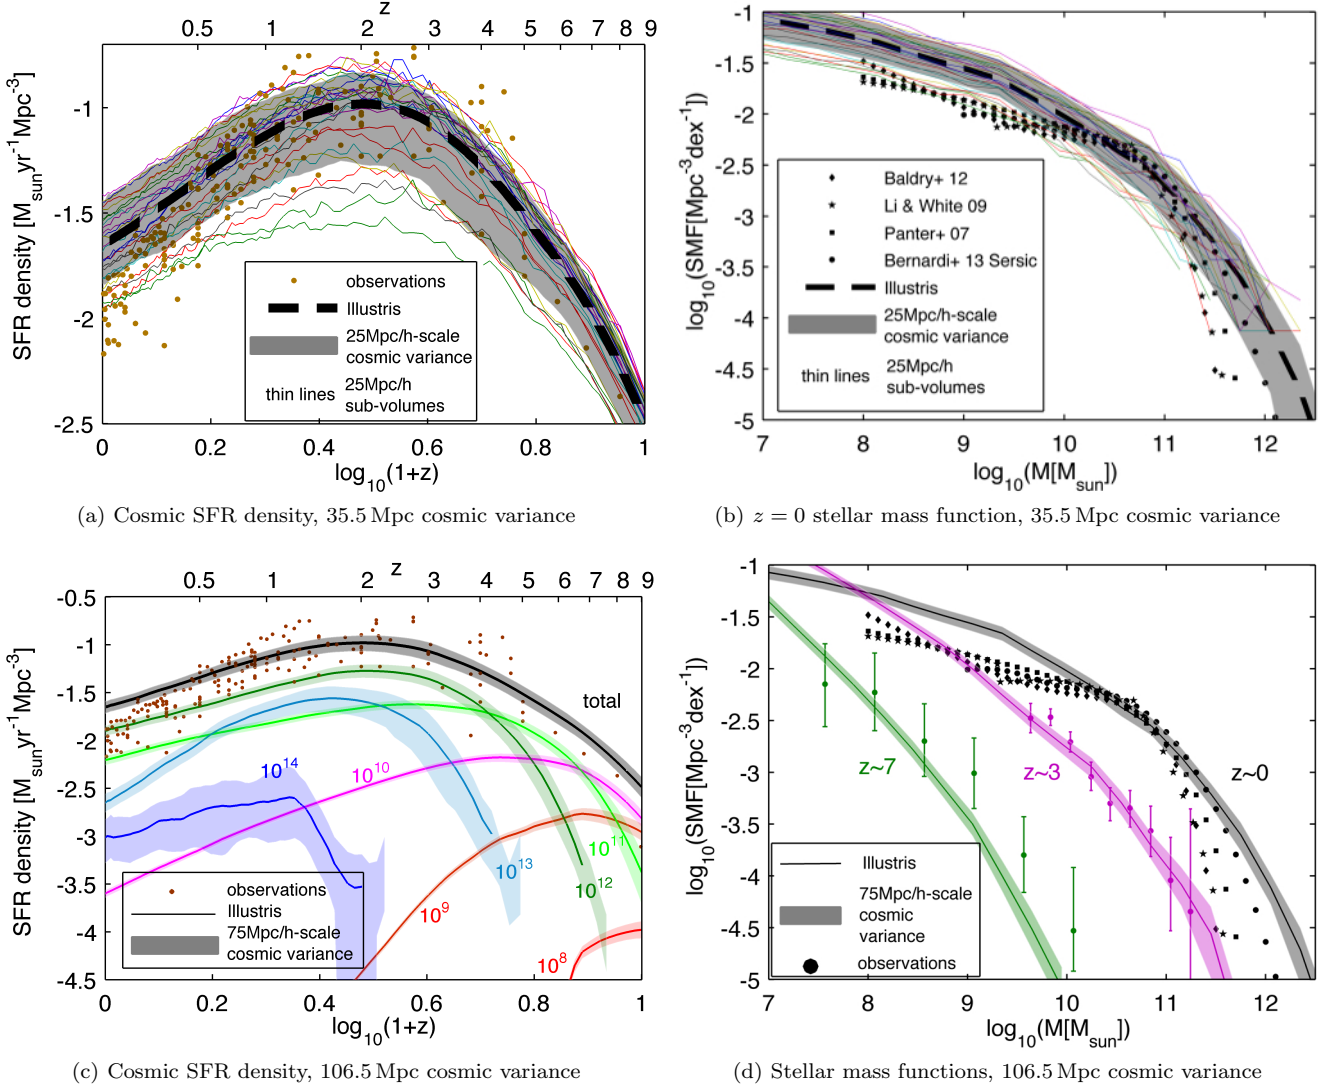 z
0.5 1 2 3 4 5 6 7 8 9
-1
-1.5
-2
-2.5
SFR density [M_sun yr^-1 Mpc^-3]
observations
Illustris
25Mpc/h-scale
cosmic variance
thin lines 25Mpc/h
sub-volumes
0 0.2 0.4 0.6 0.8 1
log_10(1+z)
(a) Cosmic SFR density, 35.5 Mpc cosmic variance
-1
-1.5
-2
-2.5
-3
-3.5
-4
-4.5
-5
log_10(SMF[Mpc^-3 dex^-1])
Baldry+ 12
Li & White 09
Panter+ 07
Bernardi+ 13 Sersic
Illustris
25Mpc/h-scale
cosmic variance
thin lines 25Mpc/h
sub-volumes
7 8 9 10 11 12
log_10(M[M_sun])
(b) z = 0 stellar mass function, 35.5 Mpc cosmic variance
z
0.5 1 2 3 4 5 6 7 8 9
-0.5
-1
-1.5
-2
-2.5
-3
-3.5
-4
-4.5
SFR density [M_sun yr^-1 Mpc^-3]
total
10^14
10^10
10^13
10^11
10^12
10^9
10^8
observations
Illustris
75Mpc/h-scale
cosmic variance
0 0.2 0.4 0.6 0.8 1
log_10(1+z)
(c) Cosmic SFR density, 106.5 Mpc cosmic variance
-1
-1.5
-2
-2.5
-3
-3.5
-4
-4.5
-5
log_10(SMF[Mpc^-3 dex^-1])
z~7
z~3
z~0
Illustris
75Mpc/h-scale
cosmic
variance
observations
7 8 9 10 11 12
log_10(M[M_sun])
(d) Stellar mass functions, 106.5 Mpc cosmic variance